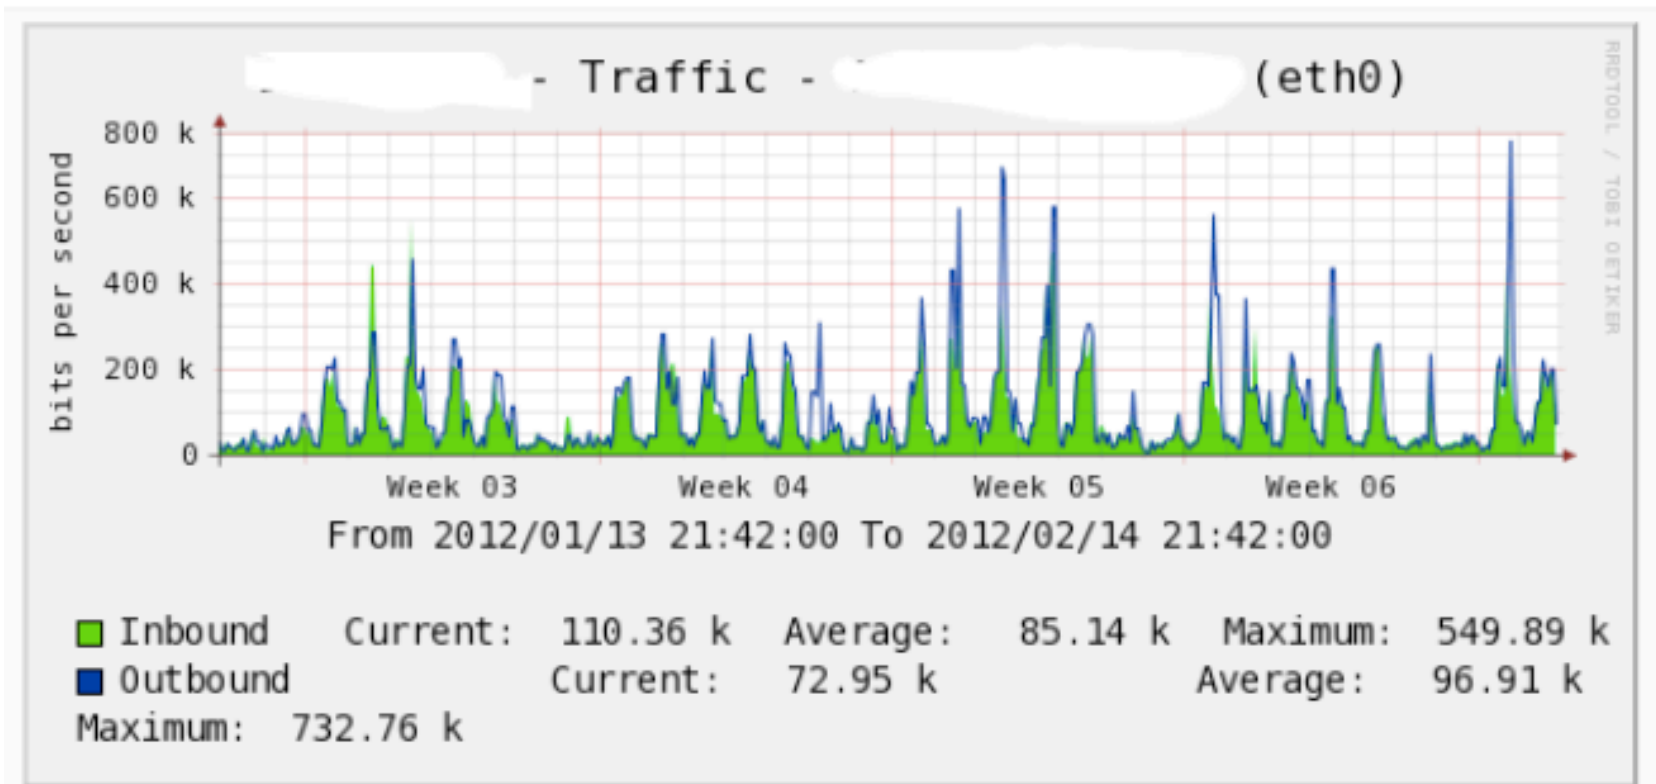 - Traffic - (eth0)
RRDTOOL / TOBI OETIKER
bits per second
800 k
600 k
400 k
200 k
0
Week 03 Week 04 Week 05 Week 06
From 2012/01/13 21:42:00 To 2012/02/14 21:42:00
Inbound Current: 110.36 k Average: 85.14 k Maximum: 549.89 k
Outbound Current: 72.95 k Average: 96.91 k
Maximum: 732.76 k